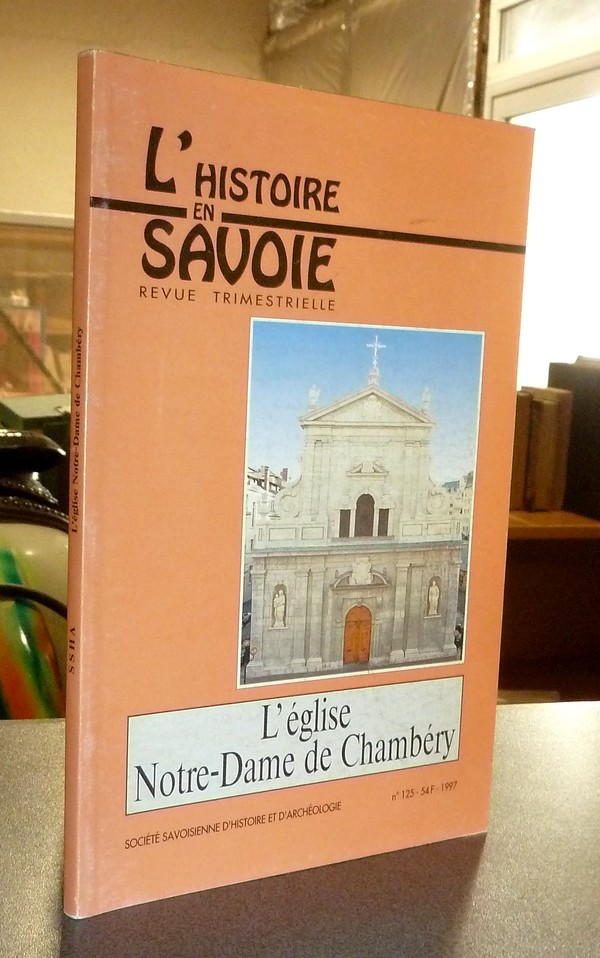 L'HISTOIRE
EN
SAVOIE
REVUE TRIMESTRIELLE
L'église
Notre-Dame de Chambéry
n° 125 - 54 F - 1997
SOCIÉTÉ SAVOISIENNE D'HISTOIRE ET D'ARCHÉOLOGIE
L'église Notre-Dame de Chambéry
SSHA